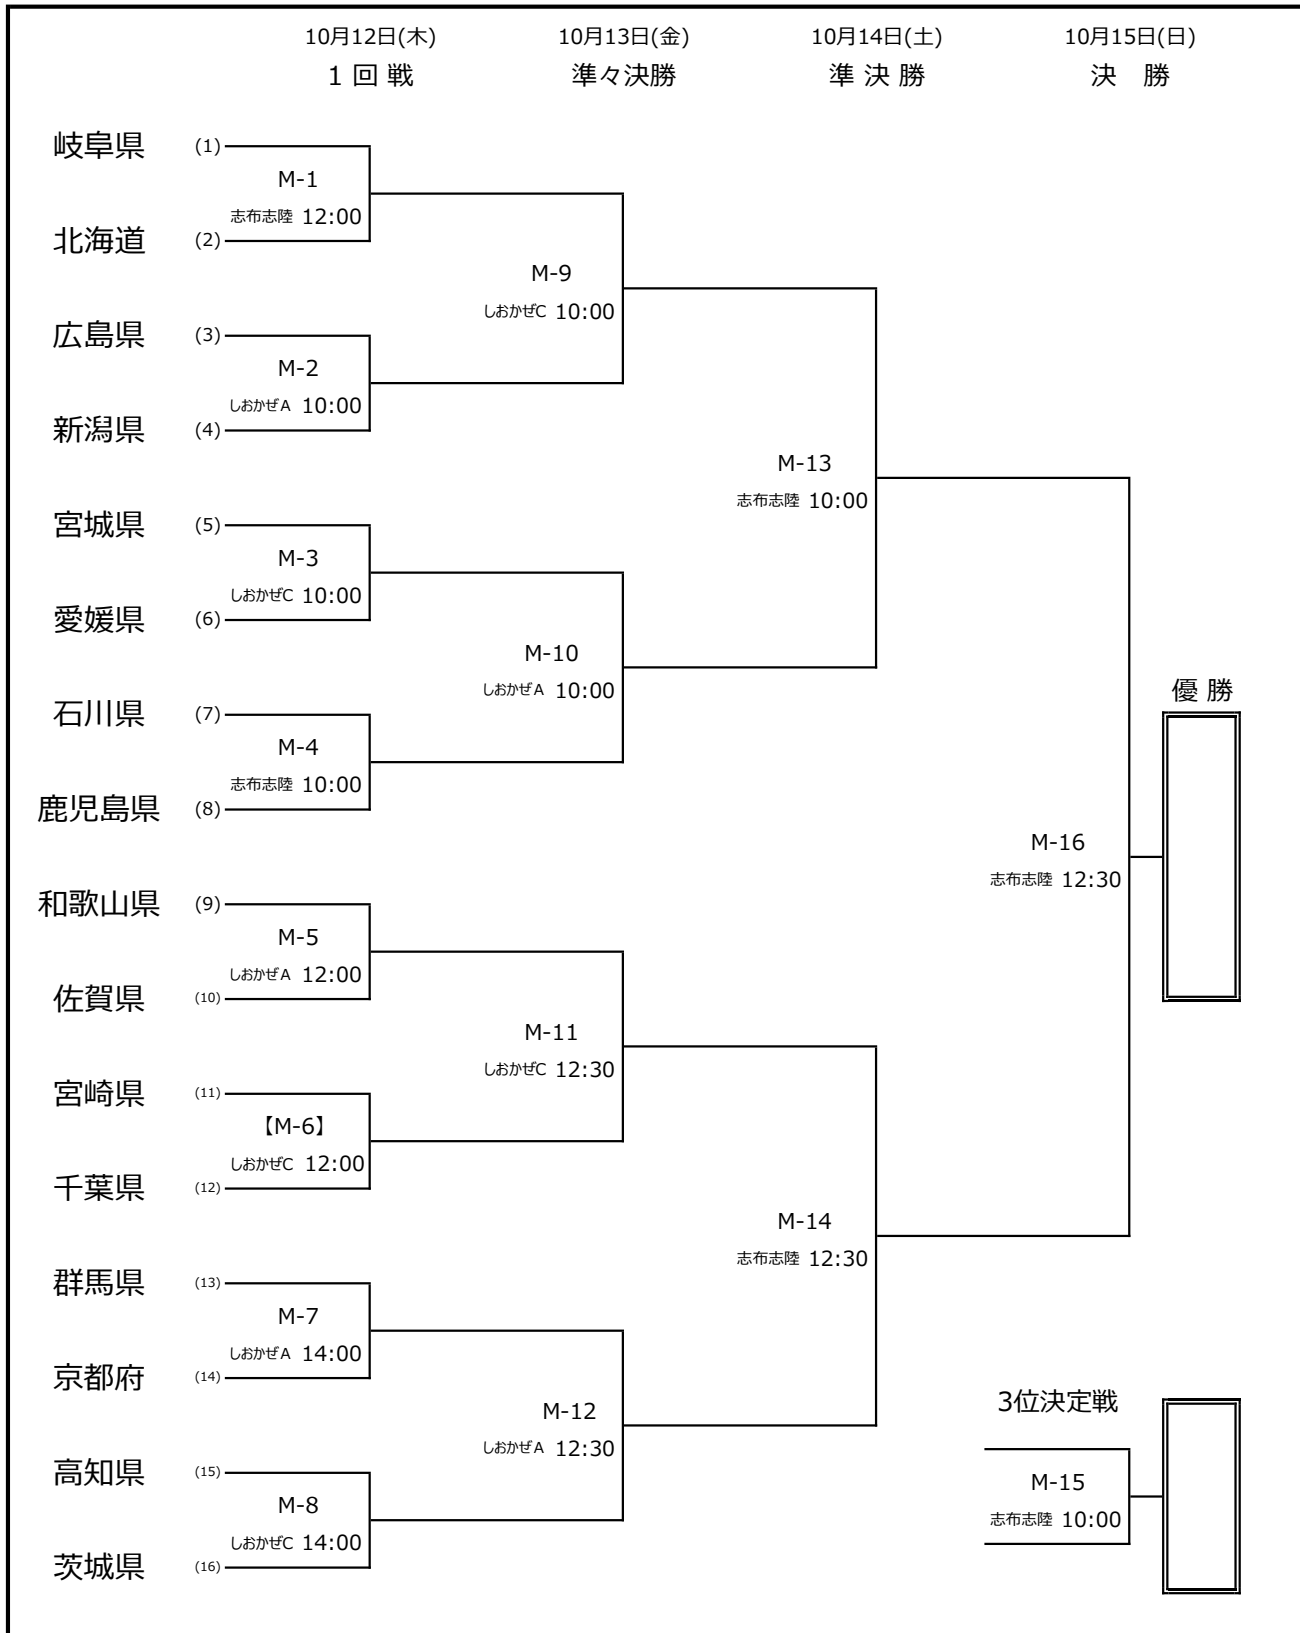 10月12日(木) 10月13日(金) 10月14日(土) 10月15日(日)
1 回 戦 準々決勝 準 決 勝 決 勝
岐阜県 (1)
M-1
志布志陸 12:00
北海道 (2)
M-9
しおかぜC 10:00
広島県 (3)
M-2
しおかぜA 10:00
新潟県 (4)
M-13
志布志陸 10:00
宮城県 (5)
M-3
しおかぜC 10:00
愛媛県 (6)
M-10
しおかぜA 10:00
優 勝
石川県 (7)
M-4
志布志陸 10:00
鹿児島県 (8)
M-16
志布志陸 12:30
和歌山県 (9)
M-5
しおかぜA 12:00
佐賀県 (10)
M-11
しおかぜC 12:30
宮崎県 (11)
【M-6】
しおかぜC 12:00
千葉県 (12)
M-14
志布志陸 12:30
群馬県 (13)
M-7
しおかぜA 14:00
京都府 (14)
3位決定戦
M-12
しおかぜA 12:30
高知県 (15)
M-15
志布志陸 10:00
M-8
しおかぜC 14:00
茨城県 (16)